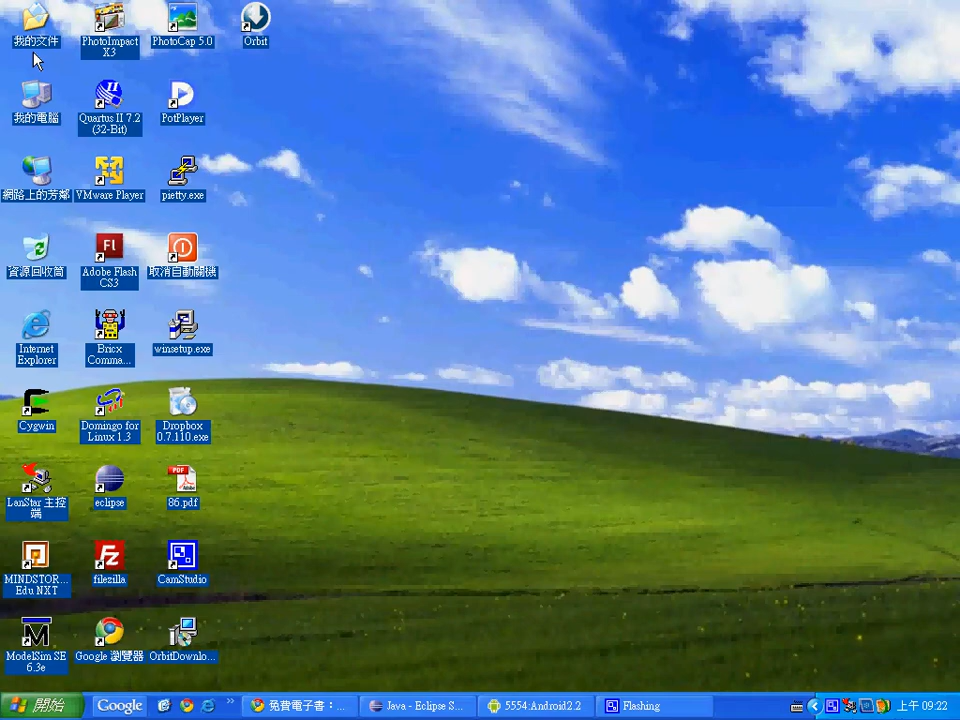 我的文件
PhotoImpact
X3
PhotoCap 5.0
Orbit
我的電腦
Quartus II 7.2
(32-Bit)
PotPlayer
網路上的芳鄰
VMware Player
pietty.exe
資源回收筒
Adobe Flash
CS3
取消自動關機
Internet
Explorer
Bricx
Comma...
winsetup.exe
Cygwin
Domingo for
Linux 1.3
Dropbox
0.7.110.exe
LanStar 主控
端
eclipse
86.pdf
MINDSTOR...
Edu NXT
filezilla
CamStudio
ModelSim SE
6.3e
Google 瀏覽器
OrbitDownlo...
開始
Google
免費電子書：...
Java - Eclipse S...
5554:Android2.2
Flashing
上午 09:22